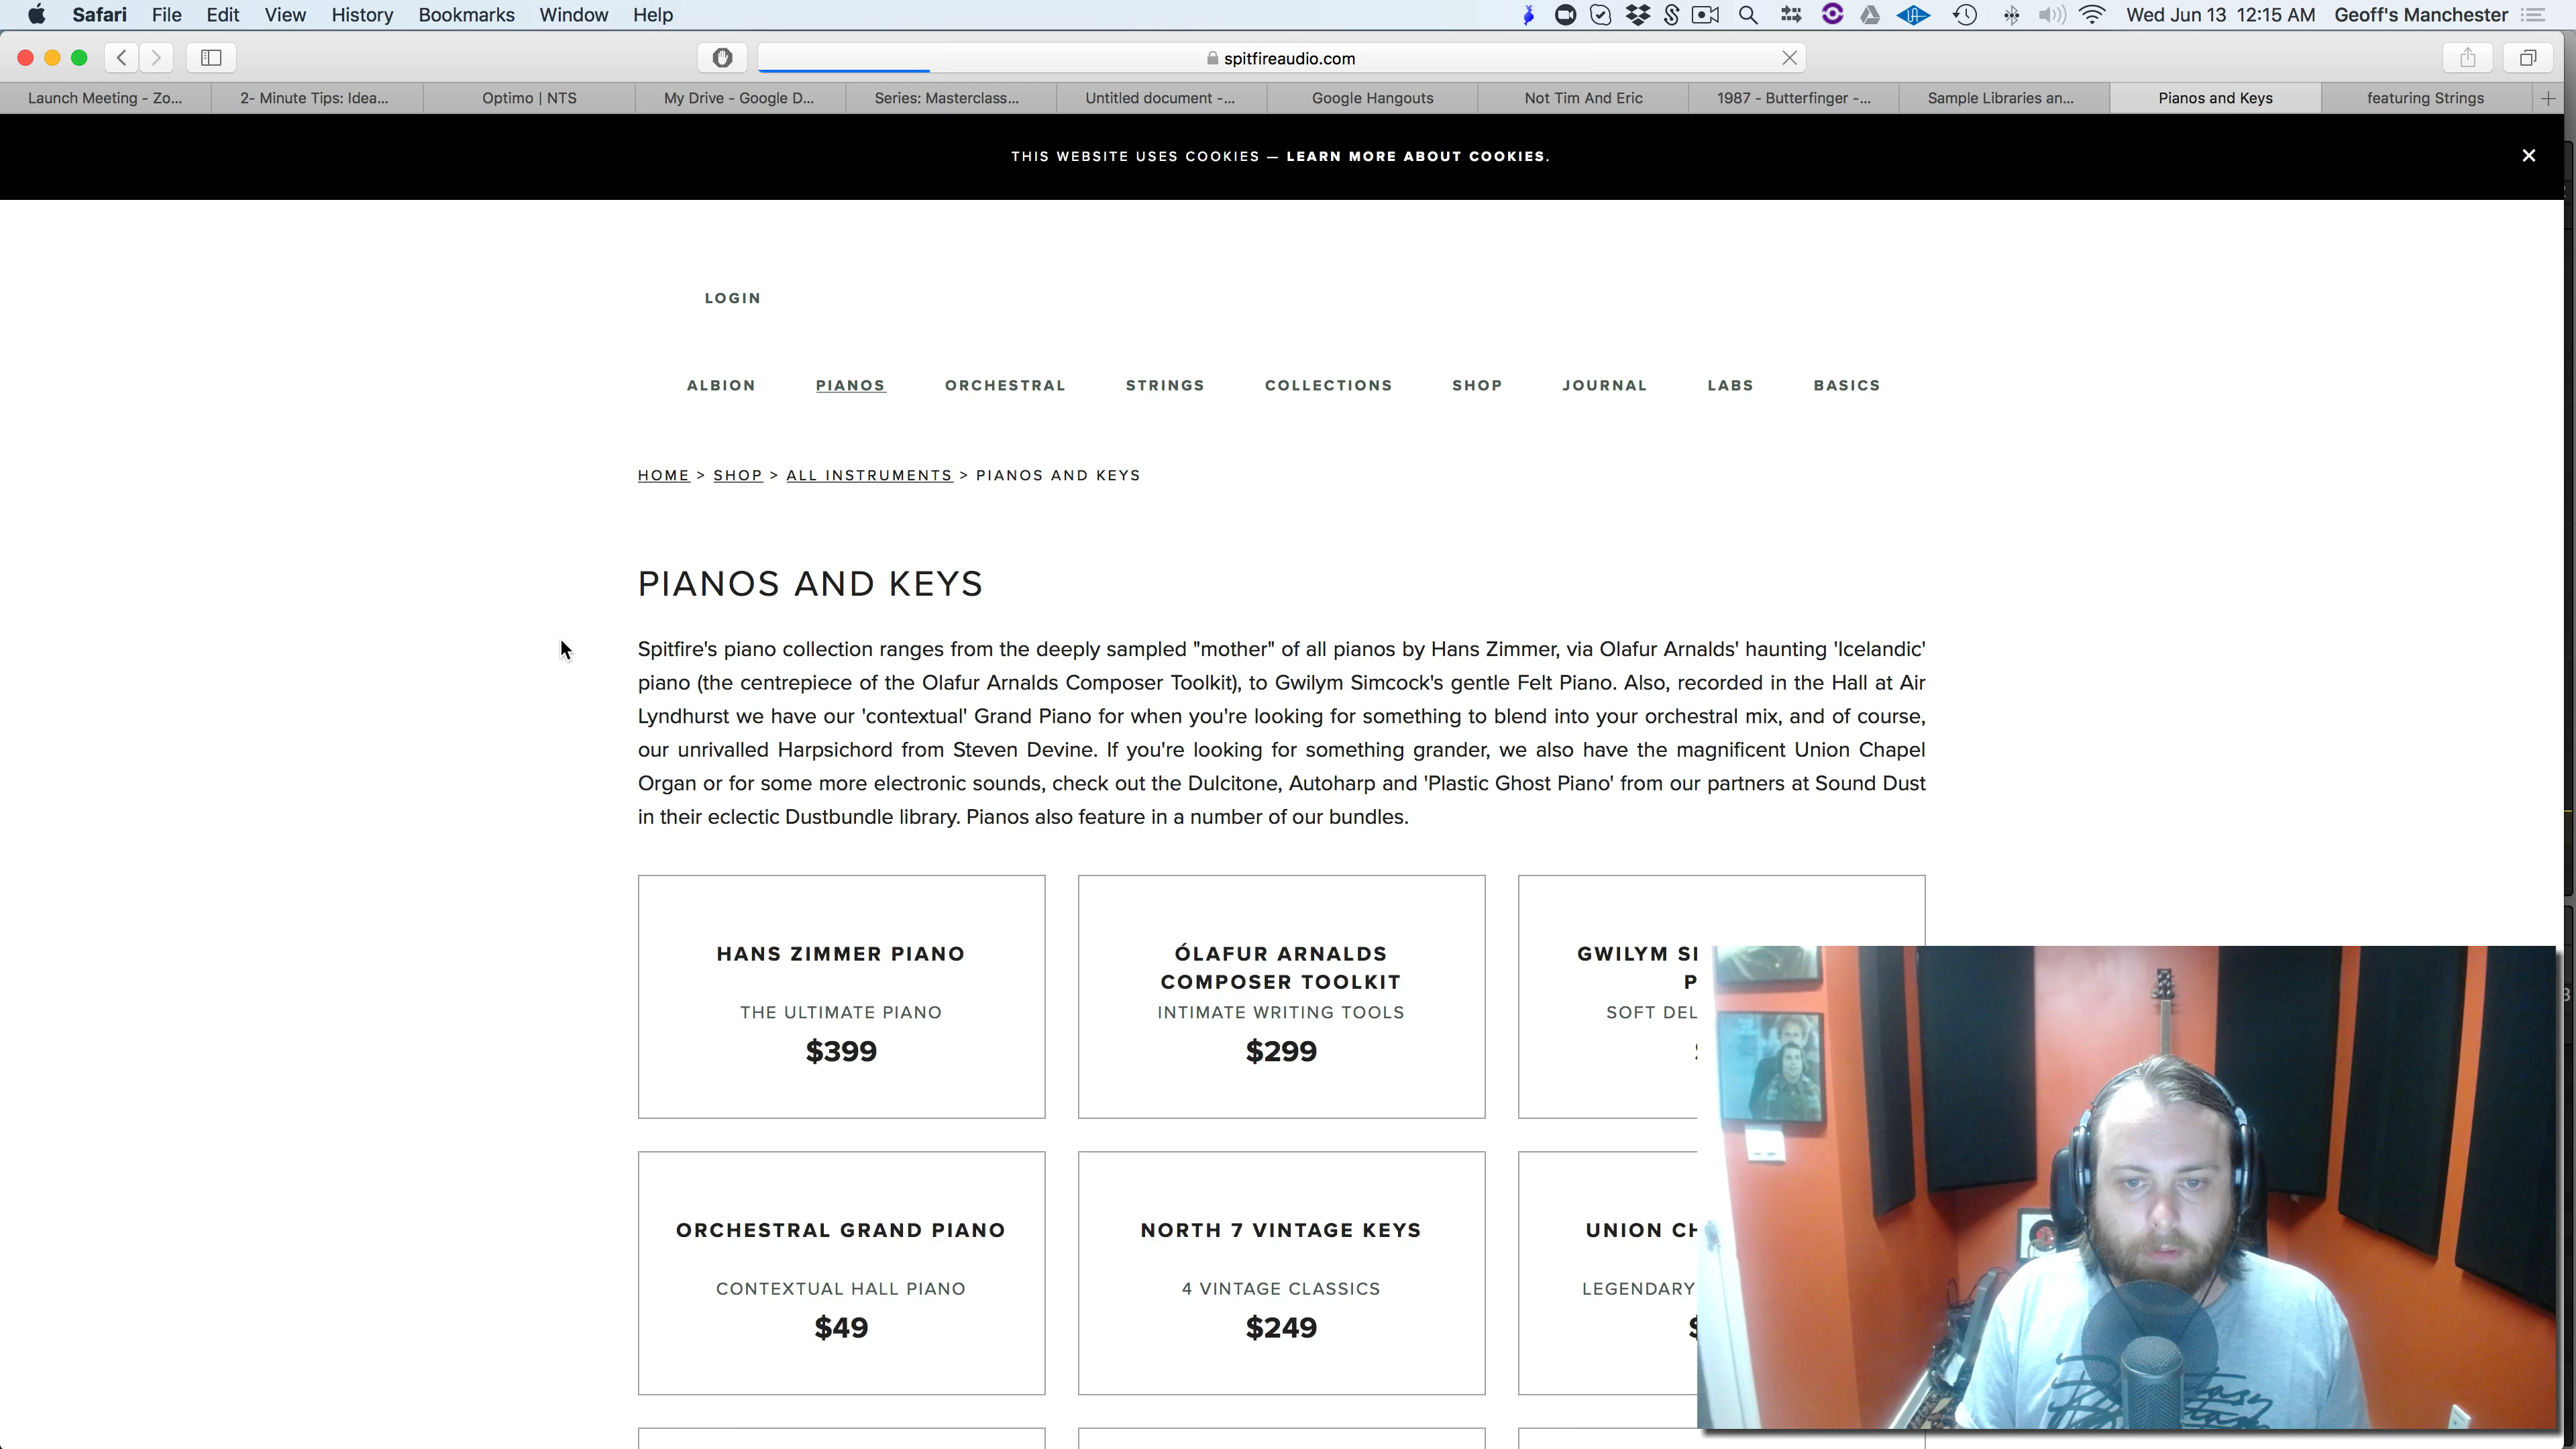 Safari File Edit View History Bookmarks Window Help Wed Jun 13 12:15 AM Geoff's Manchester
spitfireaudio.com
Launch Meeting - Zo... 2- Minute Tips: Idea... Optimo | NTS My Drive - Google D... Series: Masterclass... Untitled document -... Google Hangouts Not Tim And Eric 1987 - Butterfinger -... Sample Libraries an... Pianos and Keys featuring Strings
THIS WEBSITE USES COOKIES — LEARN MORE ABOUT COOKIES.
LOGIN
ALBION PIANOS ORCHESTRAL STRINGS COLLECTIONS SHOP JOURNAL LABS BASICS
HOME > SHOP > ALL INSTRUMENTS > PIANOS AND KEYS
PIANOS AND KEYS
Spitfire's piano collection ranges from the deeply sampled "mother" of all pianos by Hans Zimmer, via Olafur Arnalds' haunting 'Icelandic'
piano (the centrepiece of the Olafur Arnalds Composer Toolkit), to Gwilym Simcock's gentle Felt Piano. Also, recorded in the Hall at Air
Lyndhurst we have our 'contextual' Grand Piano for when you're looking for something to blend into your orchestral mix, and of course,
our unrivalled Harpsichord from Steven Devine. If you're looking for something grander, we also have the magnificent Union Chapel
Organ or for some more electronic sounds, check out the Dulcitone, Autoharp and 'Plastic Ghost Piano' from our partners at Sound Dust
in their eclectic Dustbundle library. Pianos also feature in a number of our bundles.
HANS ZIMMER PIANO
THE ULTIMATE PIANO
$399
ÓLAFUR ARNALDS
COMPOSER TOOLKIT
INTIMATE WRITING TOOLS
$299
GWILYM SI
P
SOFT DEL
ORCHESTRAL GRAND PIANO
CONTEXTUAL HALL PIANO
$49
NORTH 7 VINTAGE KEYS
4 VINTAGE CLASSICS
$249
UNION CH
LEGENDARY